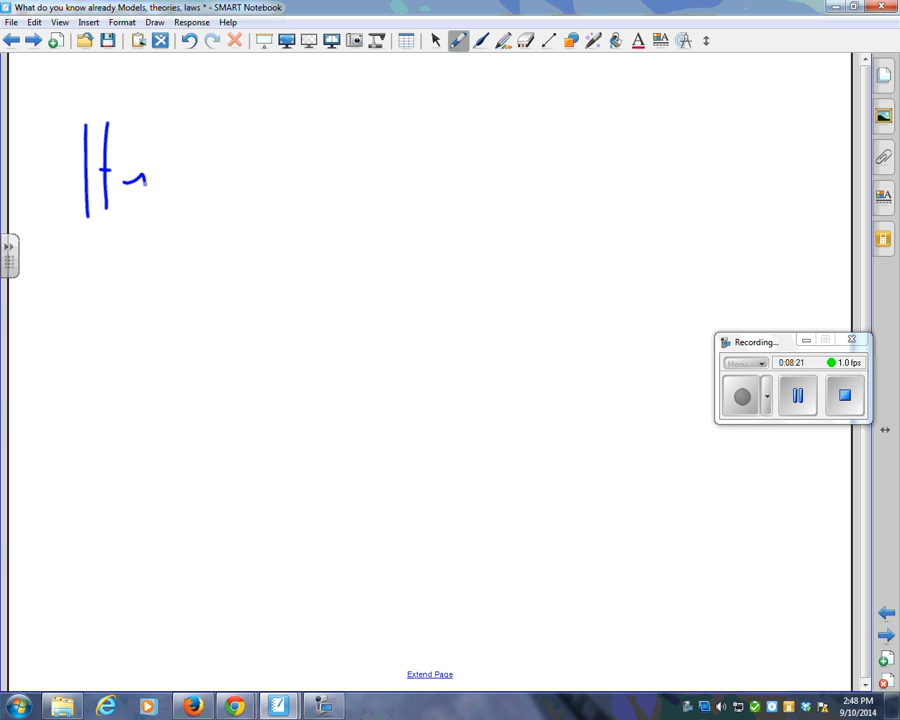 What do you know already Models, theories, laws * - SMART Notebook
File Edit View Insert Format Draw Response Help
Recording...
Menu 0:08:21 1.0 fps
Extend Page
2:48 PM
9/10/2014